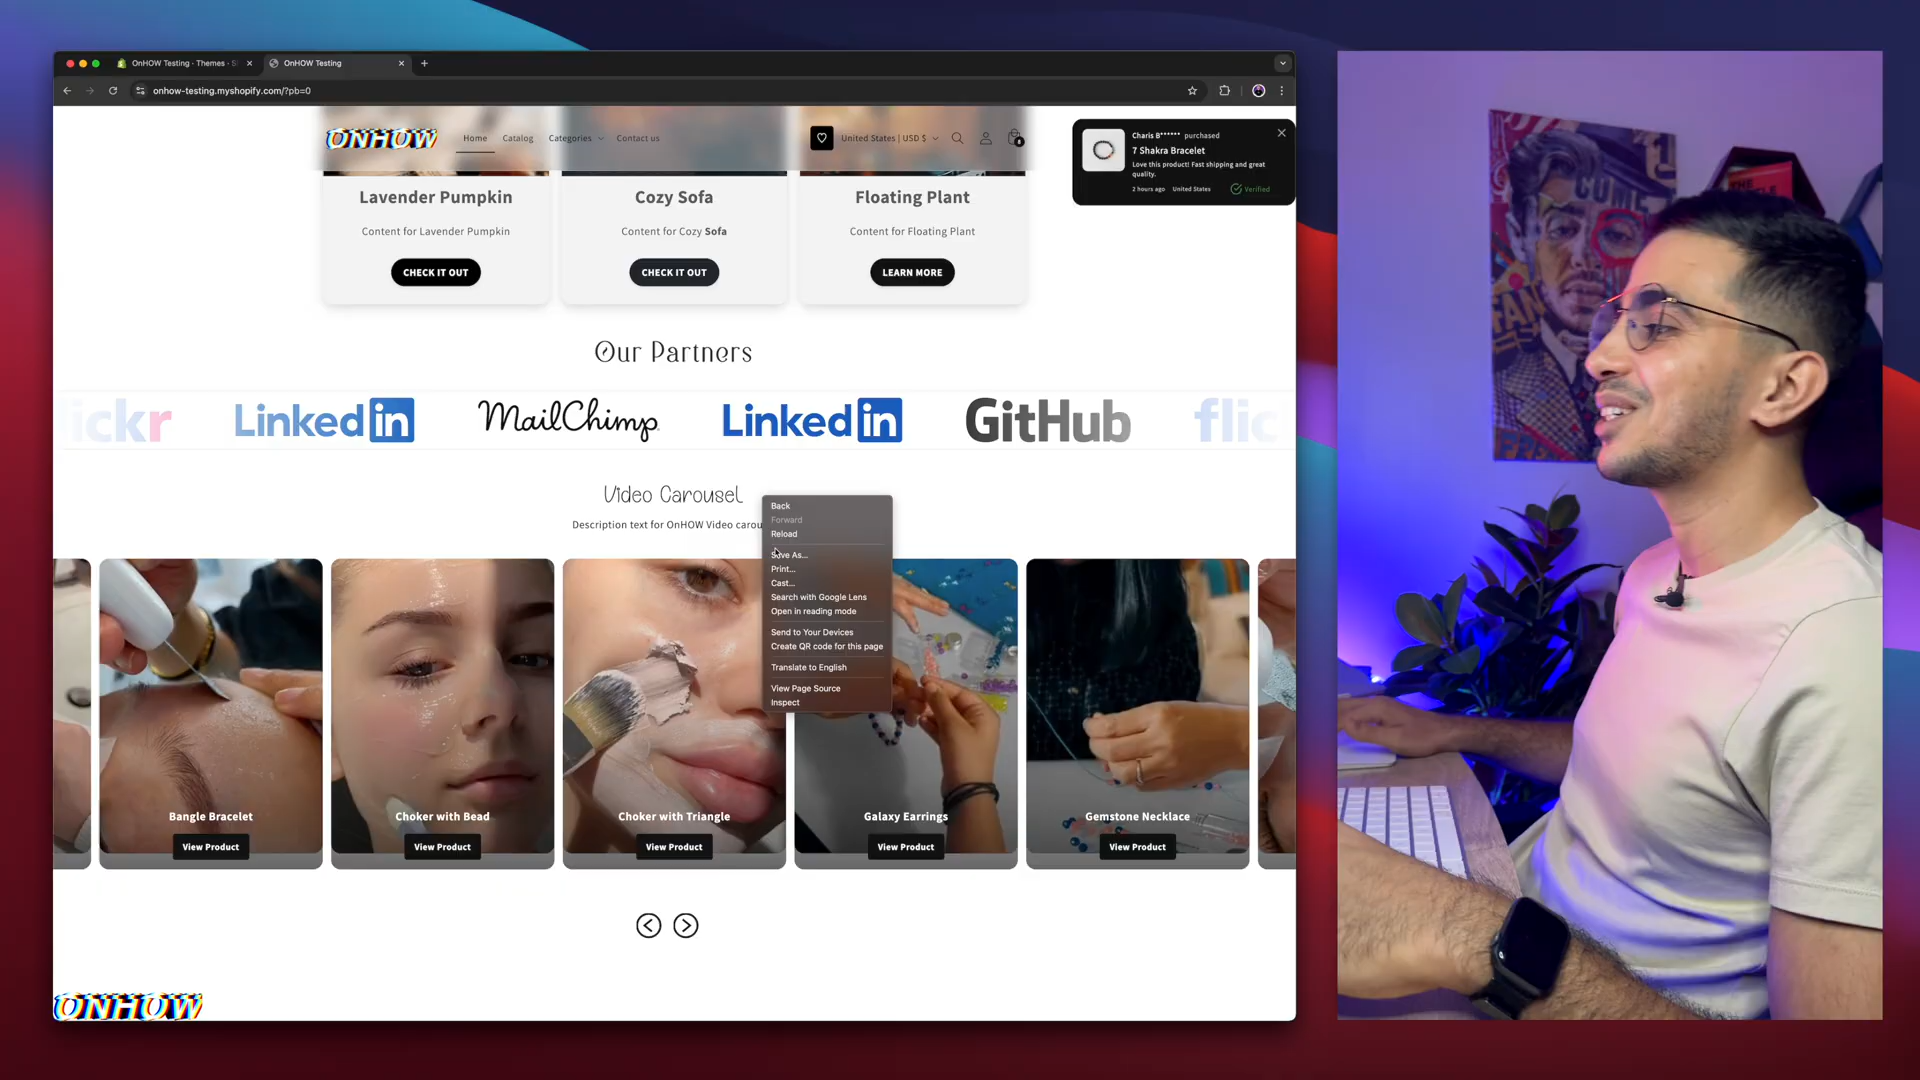 OnHOW Testing · Themes · S
OnHOW Testing
onhow-testing.myshopify.com/?pb=0
ONHOW
Home
Catalog
Categories
Contact us
United States | USD $
Charis B****** purchased
7 Shakra Bracelet
Love this product! Fast shipping and great
quality.
2 hours ago
United States
Verified
Lavender Pumpkin
Cozy Sofa
Floating Plant
Content for Lavender Pumpkin
Content for Cozy Sofa
Content for Floating Plant
CHECK IT OUT
CHECK IT OUT
LEARN MORE
Our Partners
ickr
Linkedin
MailChimp
Linkedin
GitHub
flic
Video Carousel
Description text for OnHOW Video carou
Back
Forward
Reload
Save As...
Print...
Cast...
Search with Google Lens
Open in reading mode
Send to Your Devices
Create QR code for this page
Translate to English
View Page Source
Inspect
Bangle Bracelet
Choker with Bead
Choker with Triangle
Galaxy Earrings
Gemstone Necklace
View Product
View Product
View Product
View Product
View Product
ONHOW
COME
FAN